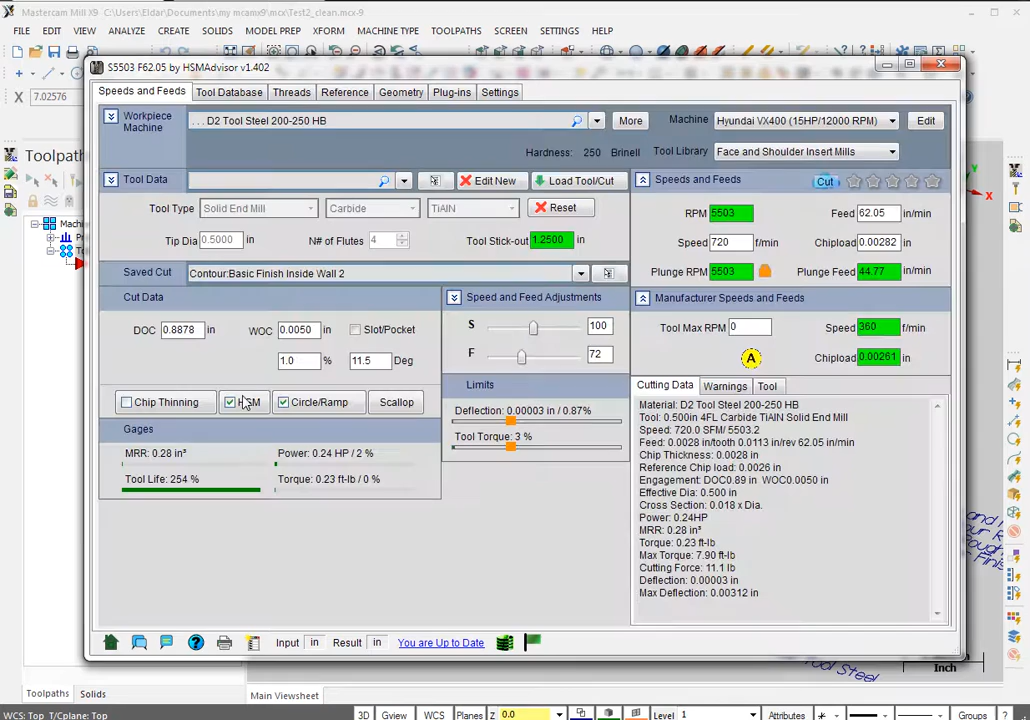 Mastercam Mill X9 C:\Users\Eldar\Documents\my mcamx9\mcx\Test2_clean.mcx-9
FILE EDIT VIEW ANALYZE CREATE SOLIDS MODEL PREP XFORM MACHINE TYPE TOOLPATHS SCREEN SETTINGS HELP
S5503 F62.05 by HSMAdvisor v1.402
X 7.02576
Speeds and Feeds Tool Database Threads Reference Geometry Plug-ins Settings
Workpiece
Machine
. . . D2 Tool Steel 200-250 HB More Machine Hyundai VX400 (15HP/12000 RPM) Edit
Hardness: 250 Brinell Tool Library Face and Shoulder Insert Mills
Toolpaths
Tool Data Edit New Load Tool/Cut Speeds and Feeds Cut
Tool Type Solid End Mill Carbide TiAlN Reset RPM 5503 Feed 62.05 in/min
Tip Dia 0.5000 in N# of Flutes 4 Tool Stick-out 1.2500 in Speed 720 f/min Chipload 0.00282 in
Saved Cut Contour:Basic Finish Inside Wall 2 Plunge RPM 5503 Plunge Feed 44.77 in/min
Cut Data Speed and Feed Adjustments Manufacturer Speeds and Feeds
DOC 0.8878 in WOC 0.0050 in Slot/Pocket S 100 Tool Max RPM 0 Speed 360 f/min
1.0 % 11.5 Deg F 72 A Chipload 0.00261 in
Limits Cutting Data Warnings Tool
Chip Thinning HSM Circle/Ramp Scallop
Deflection: 0.00003 in / 0.87%
Tool Torque: 3 %
Gages
MRR: 0.28 in³ Power: 0.24 HP / 2 %
Tool Life: 254 % Torque: 0.23 ft-lb / 0 %
Material: D2 Tool Steel 200-250 HB
Tool: 0.500in 4FL Carbide TiAlN Solid End Mill
Speed: 720.0 SFM/ 5503.2
Feed: 0.0028 in/tooth 0.0113 in/rev 62.05 in/min
Chip Thickness: 0.0028 in
Reference Chip load: 0.0026 in
Engagement: DOC0.89 in WOC0.0050 in
Effective Dia: 0.500 in
Cross Section: 0.018 x Dia.
Power: 0.24HP
MRR: 0.28 in³
Torque: 0.23 ft-lb
Max Torque: 7.90 ft-lb
Cutting Force: 11.1 lb
Deflection: 0.00003 in
Max Deflection: 0.00312 in
Input in Result in You are Up to Date
Tool Steel
Inch
Toolpaths Solids Main Viewsheet
WCS: Top T/Cplane: Top 3D Gview WCS Planes Z 0.0 Level 1 Attributes Groups